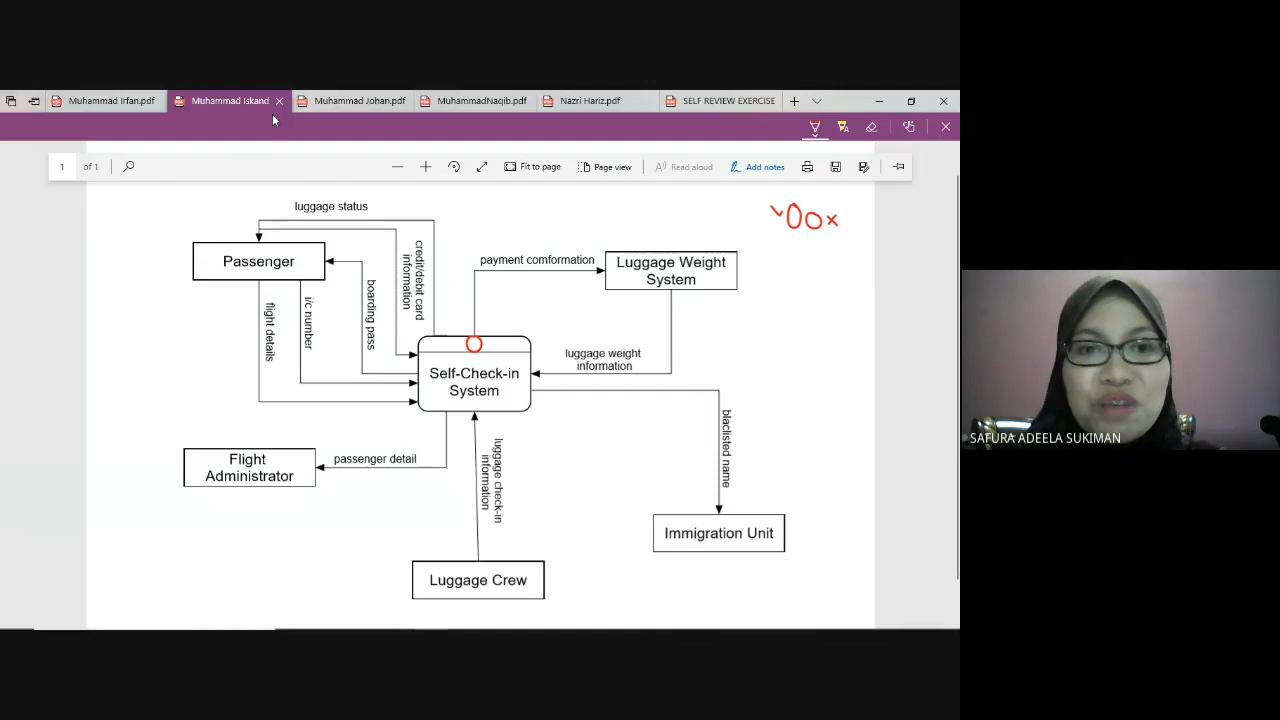 Muhammad Irfan.pdf
Muhammad Iskand
Muhammad Johan.pdf
MuhammadNaqib.pdf
Nazri Hariz.pdf
SELF REVIEW EXERCISE
1 of 1
Fit to page
Page view
Read aloud
Add notes
luggage status
Passenger
credit/debit card
information
payment comformation
Luggage Weight
System
flight details
i/c number
boarding pass
luggage weight
information
Self-Check-in
System
blaclisted name
Flight
Administrator
passenger detail
luggage check-in
information
Immigration Unit
Luggage Crew
SAFURA ADEELA SUKIMAN